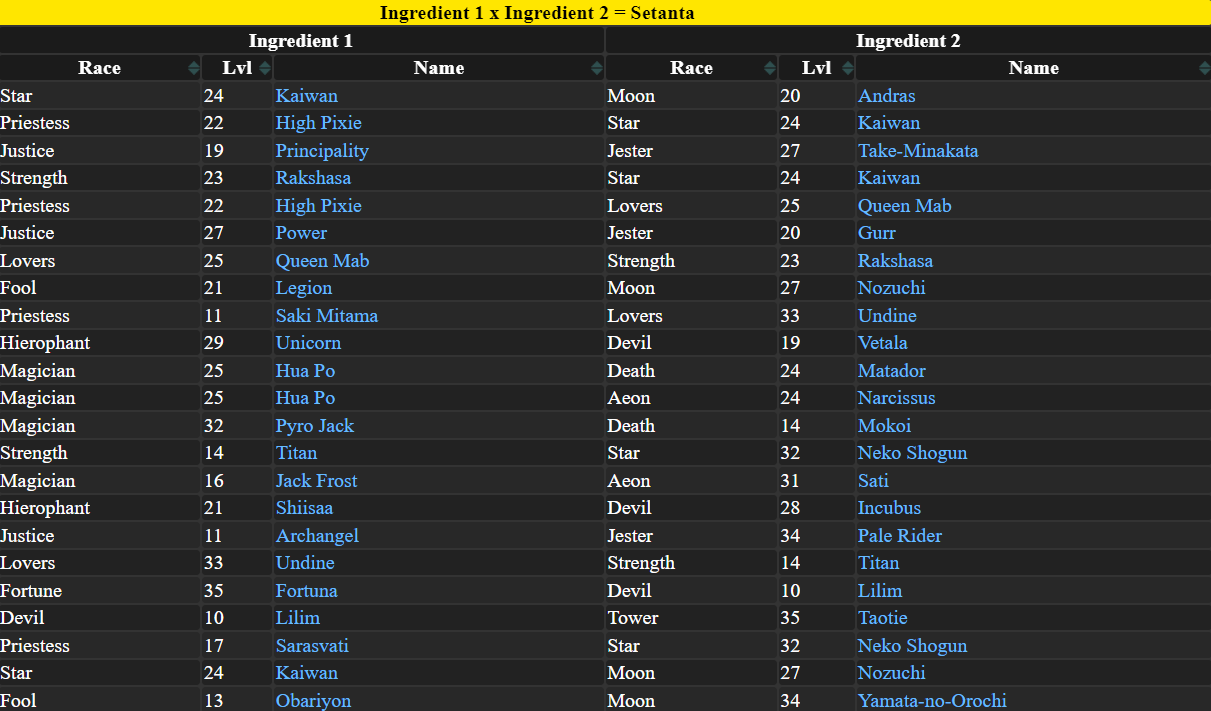 Ingredient 1 x Ingredient 2 = Setanta
Ingredient 1 Ingredient 2
Race Lvl Name Race Lvl Name
Star 24 Kaiwan Moon 20 Andras
Priestess 22 High Pixie Star 24 Kaiwan
Justice 19 Principality Jester 27 Take-Minakata
Strength 23 Rakshasa Star 24 Kaiwan
Priestess 22 High Pixie Lovers 25 Queen Mab
Justice 27 Power Jester 20 Gurr
Lovers 25 Queen Mab Strength 23 Rakshasa
Fool 21 Legion Moon 27 Nozuchi
Priestess 11 Saki Mitama Lovers 33 Undine
Hierophant 29 Unicorn Devil 19 Vetala
Magician 25 Hua Po Death 24 Matador
Magician 25 Hua Po Aeon 24 Narcissus
Magician 32 Pyro Jack Death 14 Mokoi
Strength 14 Titan Star 32 Neko Shogun
Magician 16 Jack Frost Aeon 31 Sati
Hierophant 21 Shiisaa Devil 28 Incubus
Justice 11 Archangel Jester 34 Pale Rider
Lovers 33 Undine Strength 14 Titan
Fortune 35 Fortuna Devil 10 Lilim
Devil 10 Lilim Tower 35 Taotie
Priestess 17 Sarasvati Star 32 Neko Shogun
Star 24 Kaiwan Moon 27 Nozuchi
Fool 13 Obariyon Moon 34 Yamata-no-Orochi